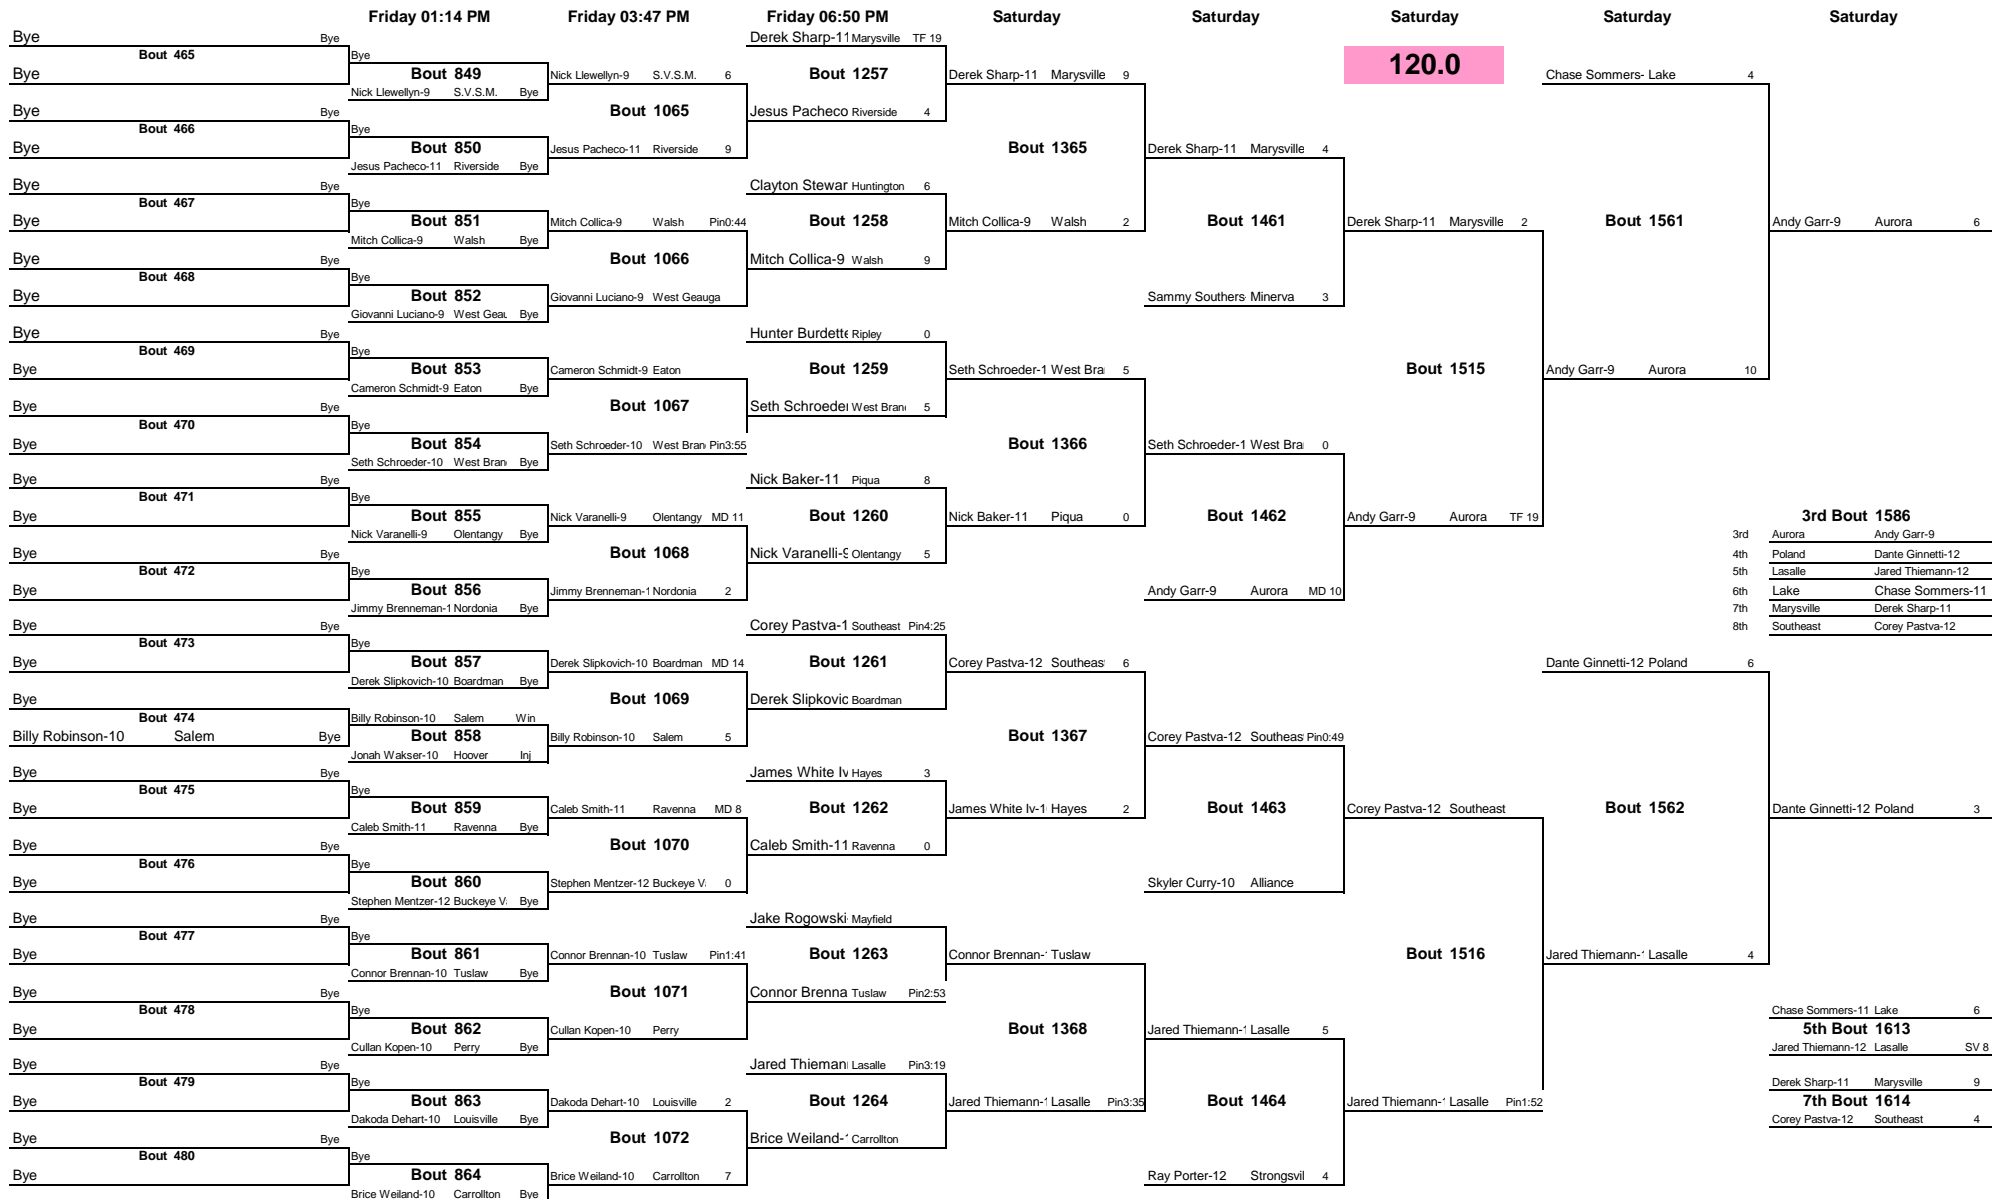 Friday 01:14 PM Friday 03:47 PM Friday 06:50 PM Saturday Saturday Saturday Saturday Saturday
120.0
Bye Bye
Bout 465
Bye
Bye Bye
Bout 466
Bye
Bye Bye
Bout 467
Bye
Bye Bye
Bout 468
Bye
Bye Bye
Bout 469
Bye
Bye Bye
Bout 470
Bye
Bye Bye
Bout 471
Bye
Bye Bye
Bout 472
Bye
Bye Bye
Bout 473
Bye
Bye
Bout 474
Billy Robinson-10 Salem Bye
Bye Bye
Bout 475
Bye
Bye Bye
Bout 476
Bye
Bye Bye
Bout 477
Bye
Bye Bye
Bout 478
Bye
Bye Bye
Bout 479
Bye
Bye Bye
Bout 480
Bye
Bye
Bout 849
Nick Llewellyn-9 S.V.S.M. Bye
Bye
Bout 850
Jesus Pacheco-11 Riverside Bye
Bye
Bout 851
Mitch Collica-9 Walsh Bye
Bye
Bout 852
Giovanni Luciano-9 West Geau Bye
Bye
Bout 853
Cameron Schmidt-9 Eaton Bye
Bye
Bout 854
Seth Schroeder-10 West Bran Bye
Bye
Bout 855
Nick Varanelli-9 Olentangy Bye
Bye
Bout 856
Jimmy Brenneman-1 Nordonia Bye
Bye
Bout 857
Derek Slipkovich-10 Boardman Bye
Billy Robinson-10 Salem Win
Bout 858
Jonah Wakser-10 Hoover Inj
Bye
Bout 859
Caleb Smith-11 Ravenna Bye
Bye
Bout 860
Stephen Mentzer-12 Buckeye V Bye
Bye
Bout 861
Connor Brennan-10 Tuslaw Bye
Bye
Bout 862
Cullan Kopen-10 Perry Bye
Bye
Bout 863
Dakoda Dehart-10 Louisville Bye
Bye
Bout 864
Brice Weiland-10 Carrollton Bye
Nick Llewellyn-9 S.V.S.M. 6
Bout 1065
Jesus Pacheco-11 Riverside 9
Mitch Collica-9 Walsh Pin0:44
Bout 1066
Giovanni Luciano-9 West Geauga
Cameron Schmidt-9 Eaton
Bout 1067
Seth Schroeder-10 West Bran Pin3:55
Nick Varanelli-9 Olentangy MD 11
Bout 1068
Jimmy Brenneman-1 Nordonia 2
Derek Slipkovich-10 Boardman MD 14
Bout 1069
Billy Robinson-10 Salem 5
Caleb Smith-11 Ravenna MD 8
Bout 1070
Stephen Mentzer-12 Buckeye V 0
Connor Brennan-10 Tuslaw Pin1:41
Bout 1071
Cullan Kopen-10 Perry
Dakoda Dehart-10 Louisville 2
Bout 1072
Brice Weiland-10 Carrollton 7
Derek Sharp-11 Marysville TF 19
Bout 1257
Jesus Pacheco Riverside 4
Clayton Stewar Huntington 6
Bout 1258
Mitch Collica-9 Walsh 9
Hunter Burdette Ripley 0
Bout 1259
Seth Schroeder West Bran 5
Nick Baker-11 Piqua 8
Bout 1260
Nick Varanelli-9 Olentangy 5
Corey Pastva-1 Southeast Pin4:25
Bout 1261
Derek Slipkovic Boardman
James White Iv Hayes 3
Bout 1262
Caleb Smith-11 Ravenna 0
Jake Rogowski- Mayfield
Bout 1263
Connor Brenna Tuslaw Pin2:53
Jared Thieman Lasalle Pin3:19
Bout 1264
Brice Weiland-1 Carrollton
Derek Sharp-11 Marysville 9
Bout 1365
Mitch Collica-9 Walsh 2
Seth Schroeder-1 West Bra 5
Bout 1366
Nick Baker-11 Piqua 0
Corey Pastva-12 Southeas 6
Bout 1367
James White Iv-1 Hayes 2
Connor Brennan-1 Tuslaw
Bout 1368
Jared Thiemann-1 Lasalle Pin3:35
Derek Sharp-11 Marysville 4
Bout 1461
Sammy Southers Minerva 3
Seth Schroeder-1 West Bra 0
Bout 1462
Andy Garr-9 Aurora MD 10
Corey Pastva-12 Southeas Pin0:49
Bout 1463
Skyler Curry-10 Alliance
Jared Thiemann-1 Lasalle 5
Bout 1464
Ray Porter-12 Strongsvil 4
Derek Sharp-11 Marysville 2
Bout 1515
Andy Garr-9 Aurora TF 19
Corey Pastva-12 Southeast
Bout 1516
Jared Thiemann-1 Lasalle Pin1:52
Chase Sommers- Lake 4
Bout 1561
Andy Garr-9 Aurora 10
Dante Ginnetti-12 Poland 6
Bout 1562
Jared Thiemann-1 Lasalle 4
Andy Garr-9 Aurora 6
3rd Bout 1586
3rd Aurora Andy Garr-9
4th Poland Dante Ginnetti-12
5th Lasalle Jared Thiemann-12
6th Lake Chase Sommers-11
7th Marysville Derek Sharp-11
8th Southeast Corey Pastva-12
Dante Ginnetti-12 Poland 3
Chase Sommers-11 Lake 6
5th Bout 1613
Jared Thiemann-12 Lasalle SV 8
Derek Sharp-11 Marysville 9
7th Bout 1614
Corey Pastva-12 Southeast 4